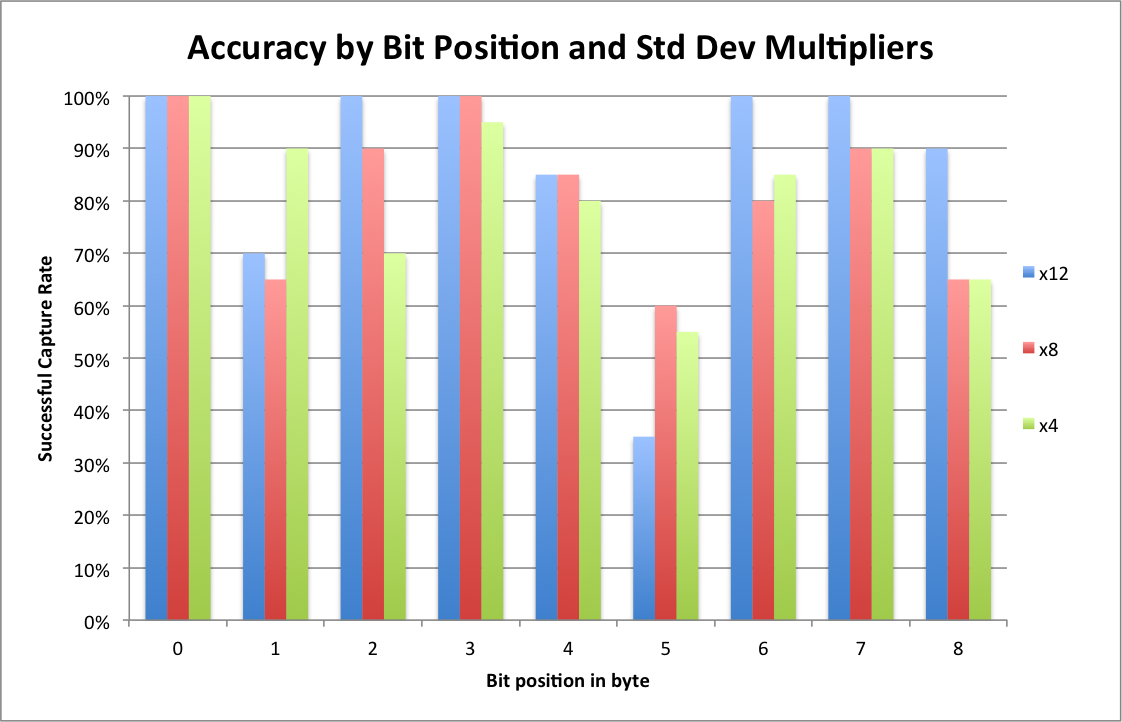 Accuracy by Bit Position and Std Dev Multipliers
100%
90%
80%
70%
60%
50%
40%
30%
20%
10%
0%
Successful Capture Rate
0 1 2 3 4 5 6 7 8
Bit position in byte
x12
x8
x4